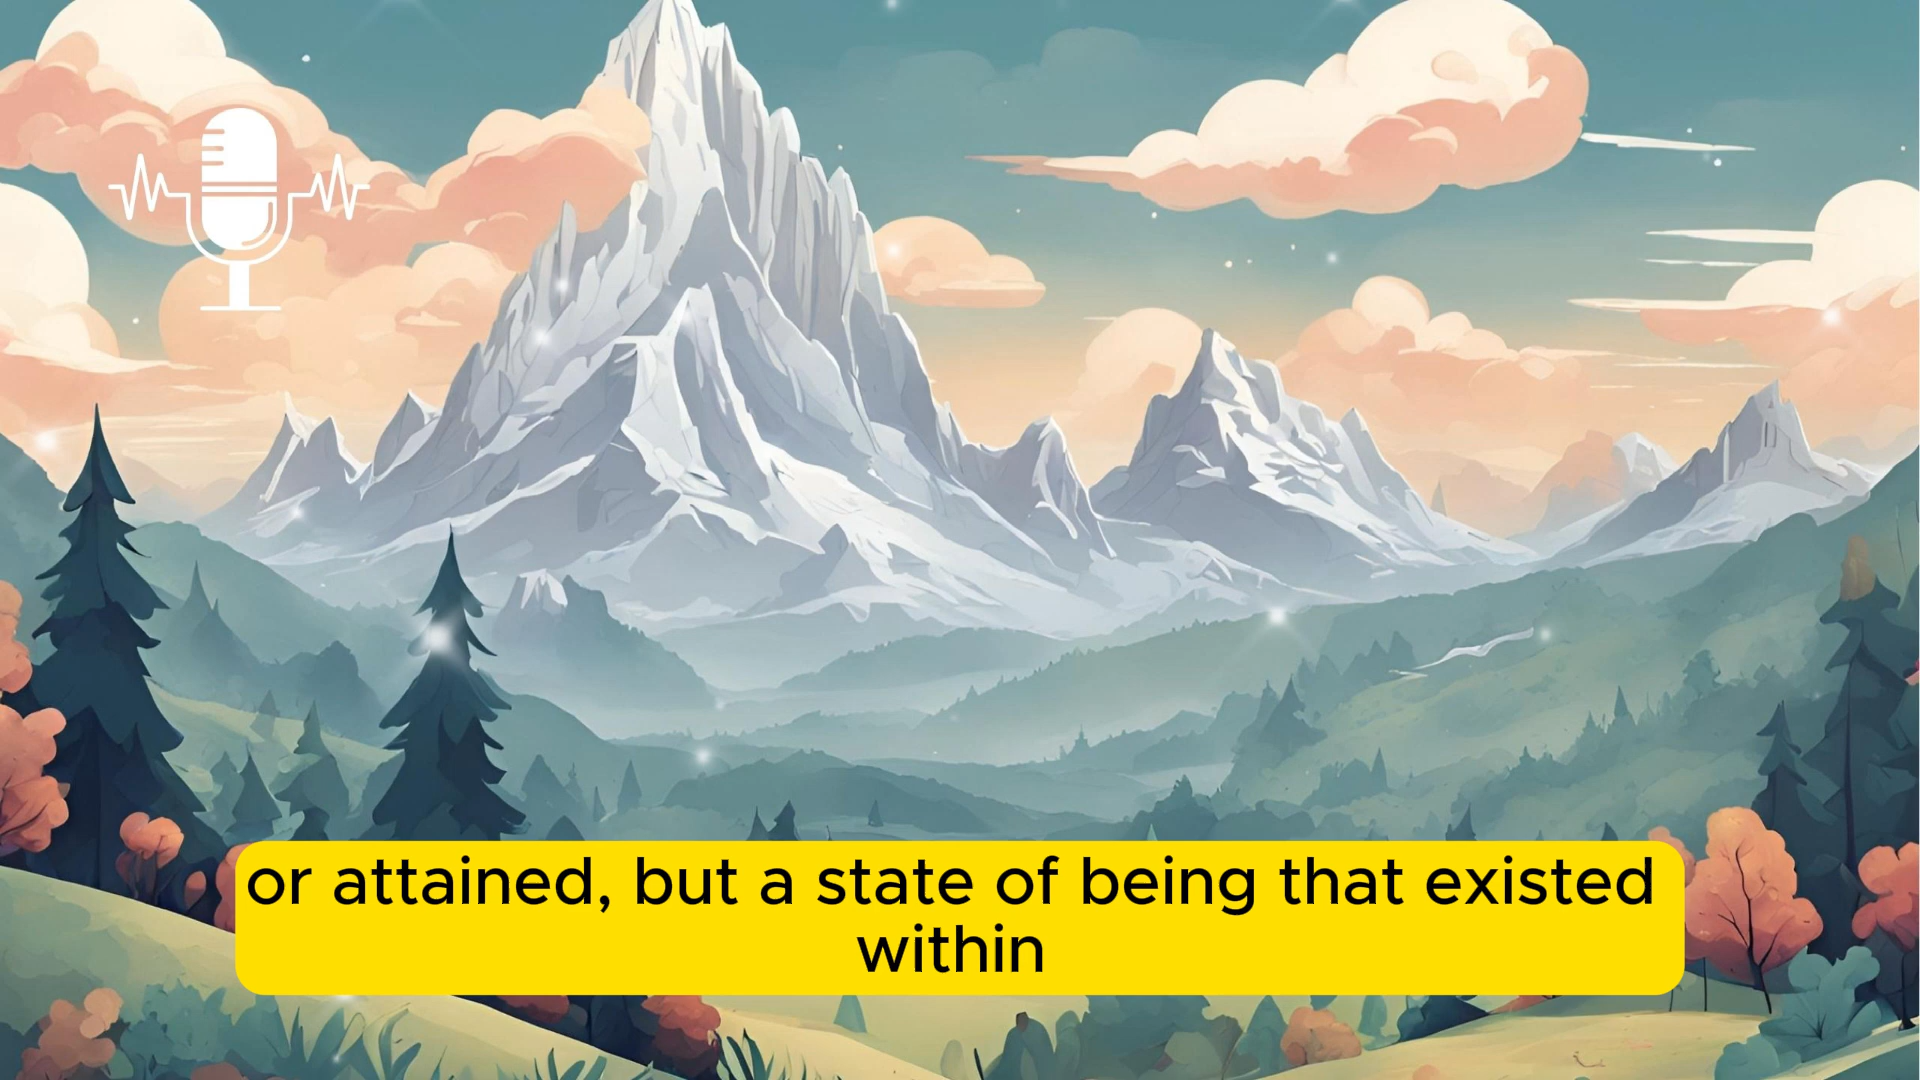 or attained, but a state of being that existed
within